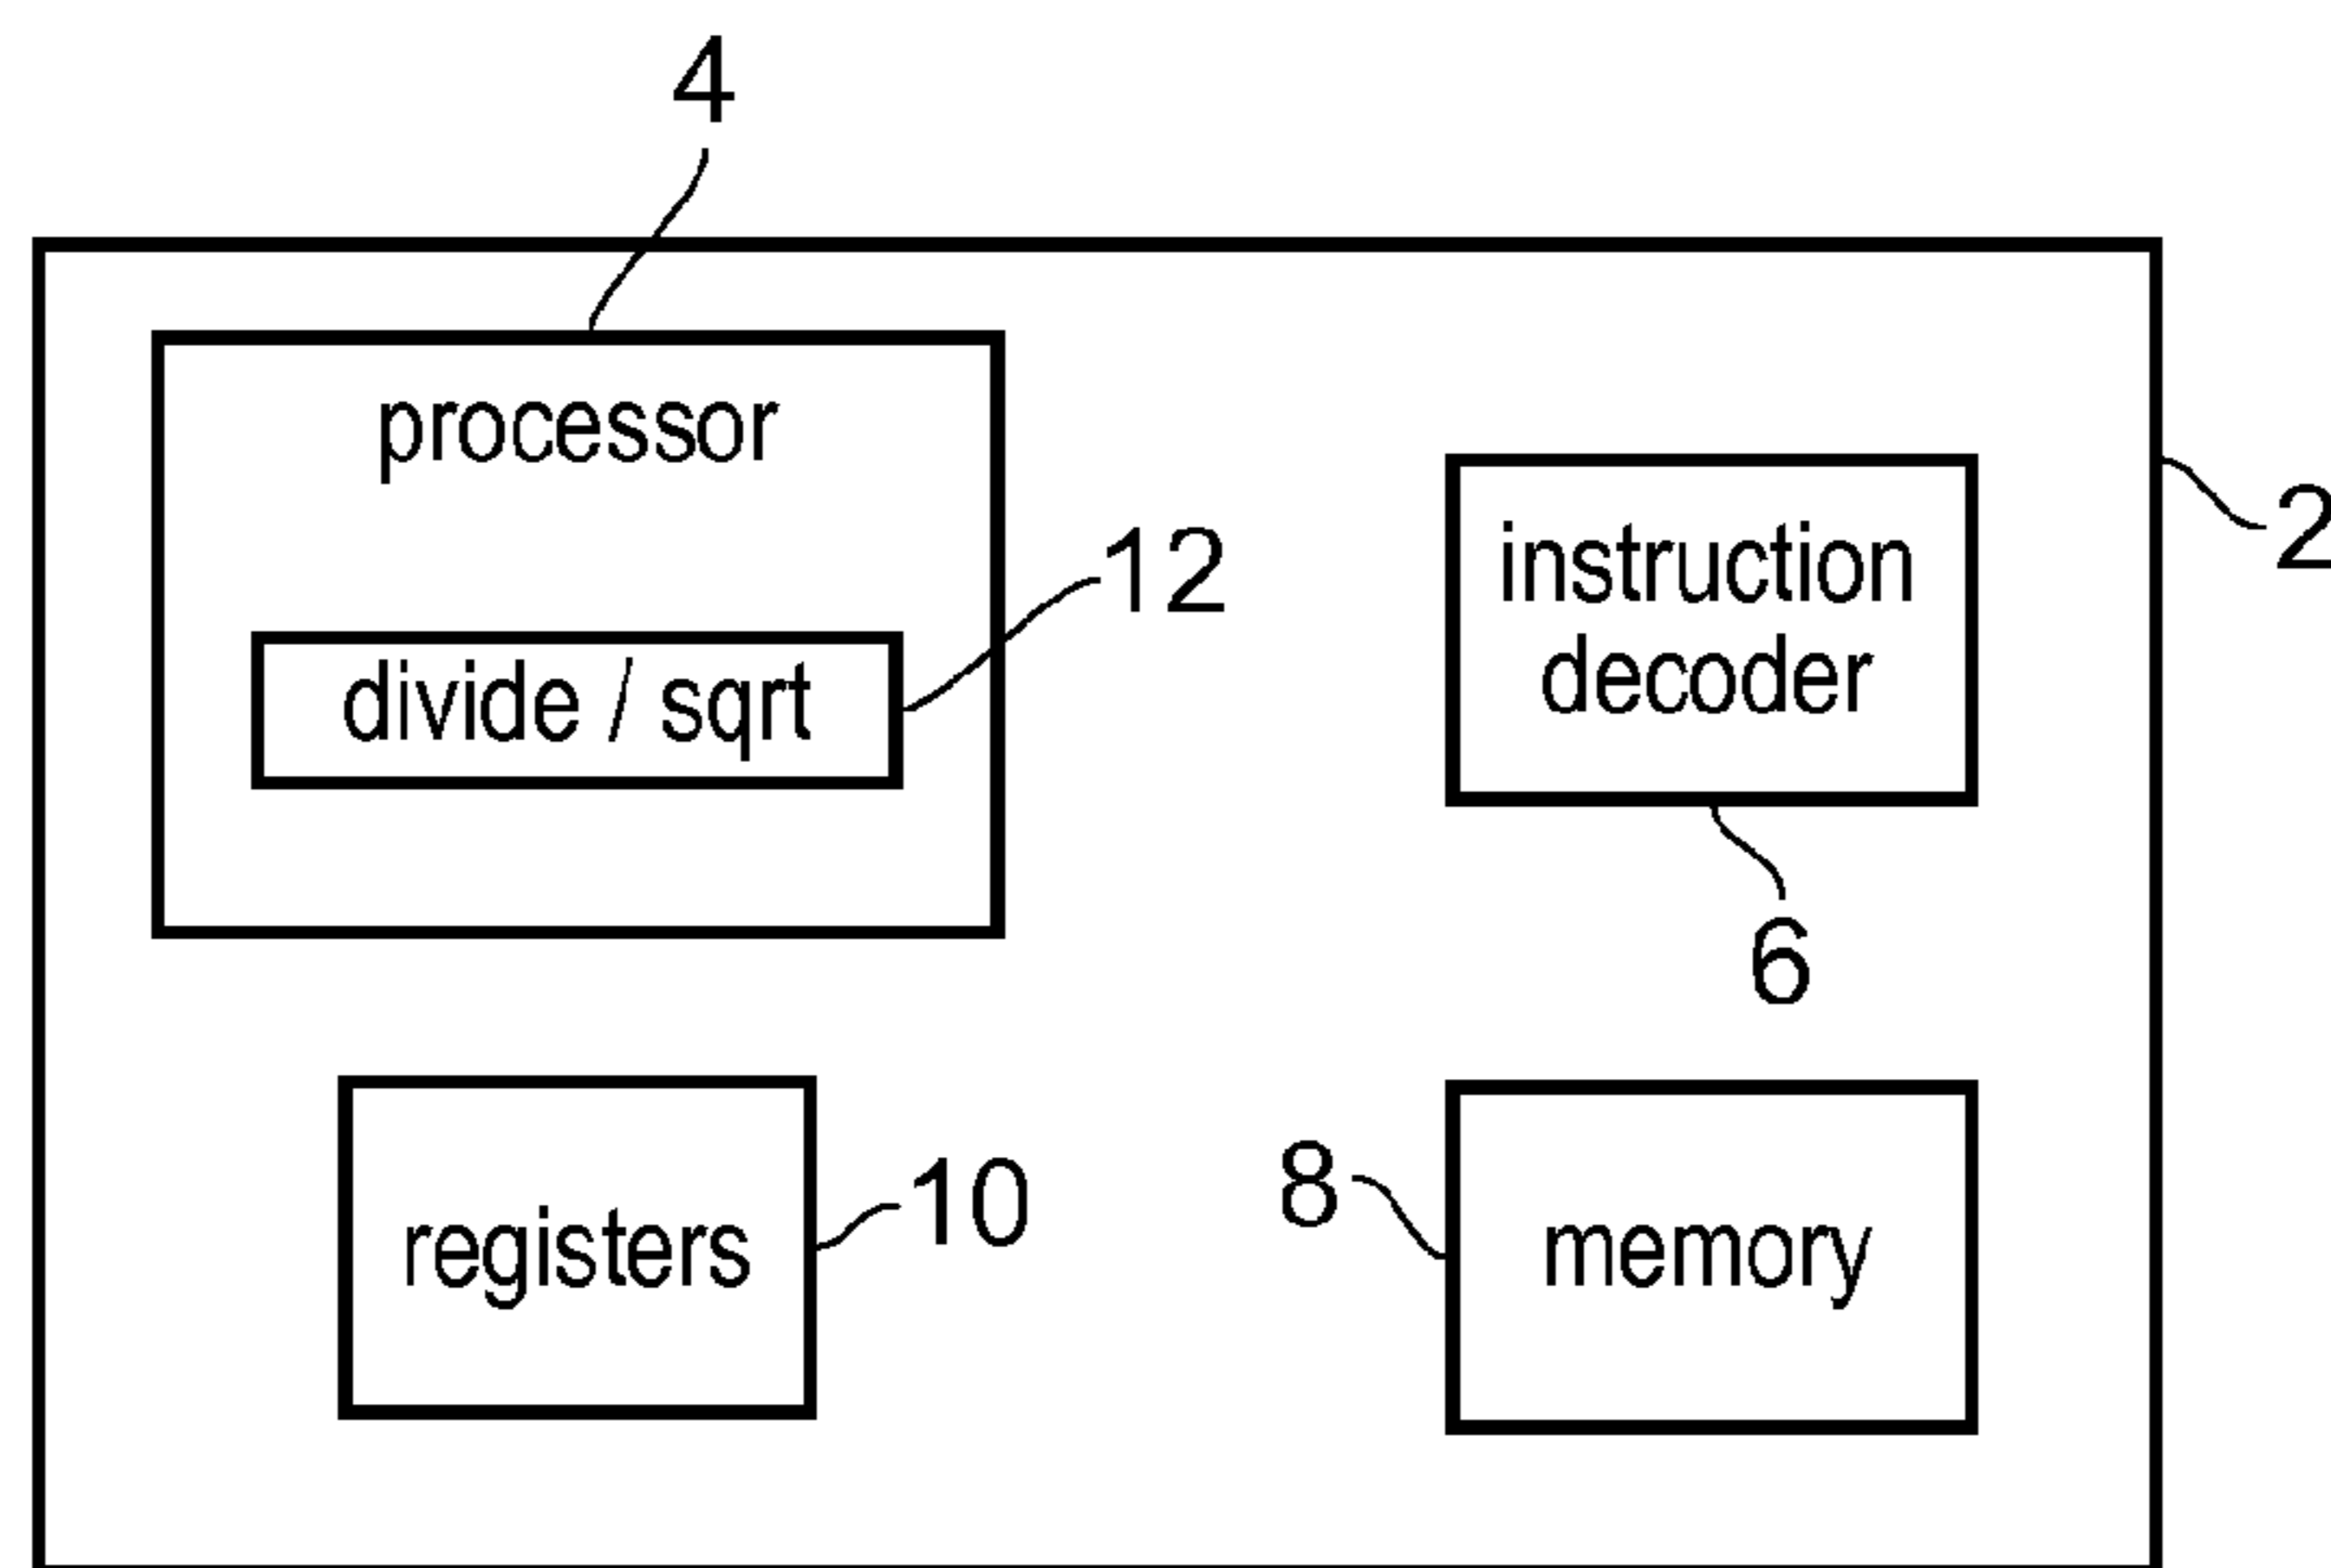 4
processor
12
divide / sqrt
instruction
decoder
2
6
registers
10
8
memory